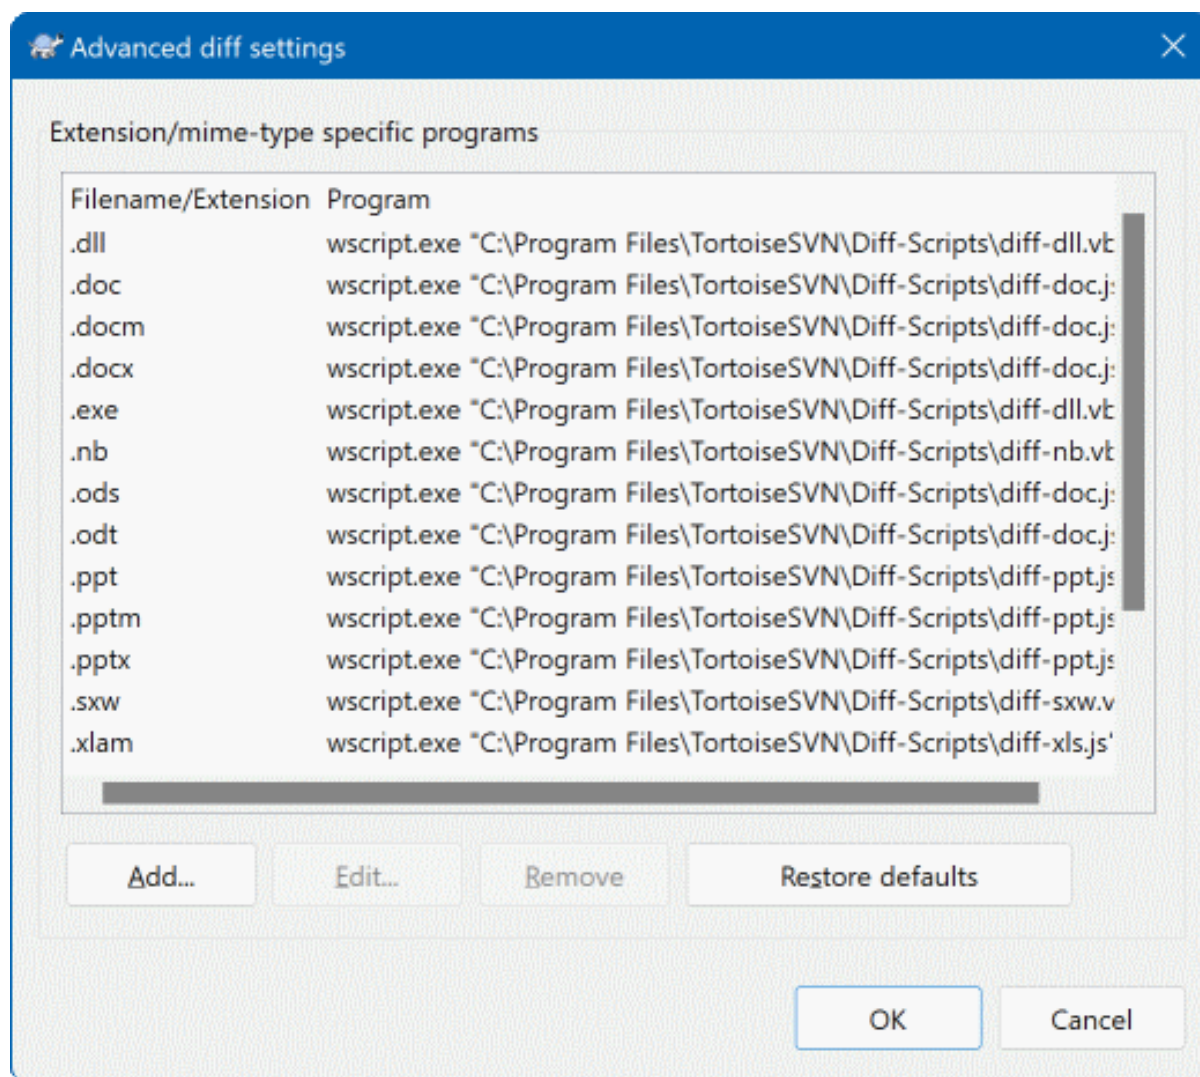 Advanced diff settings
Extension/mime-type specific programs
Filename/Extension Program
.dll wscript.exe "C:\Program Files\TortoiseSVN\Diff-Scripts\diff-dll.vb
.doc wscript.exe "C:\Program Files\TortoiseSVN\Diff-Scripts\diff-doc.js
.docm wscript.exe "C:\Program Files\TortoiseSVN\Diff-Scripts\diff-doc.js
.docx wscript.exe "C:\Program Files\TortoiseSVN\Diff-Scripts\diff-doc.js
.exe wscript.exe "C:\Program Files\TortoiseSVN\Diff-Scripts\diff-dll.vb
.nb wscript.exe "C:\Program Files\TortoiseSVN\Diff-Scripts\diff-nb.vb
.ods wscript.exe "C:\Program Files\TortoiseSVN\Diff-Scripts\diff-doc.js
.odt wscript.exe "C:\Program Files\TortoiseSVN\Diff-Scripts\diff-doc.js
.ppt wscript.exe "C:\Program Files\TortoiseSVN\Diff-Scripts\diff-ppt.js
.pptm wscript.exe "C:\Program Files\TortoiseSVN\Diff-Scripts\diff-ppt.js
.pptx wscript.exe "C:\Program Files\TortoiseSVN\Diff-Scripts\diff-ppt.js
.sxw wscript.exe "C:\Program Files\TortoiseSVN\Diff-Scripts\diff-sxw.v
.xlam wscript.exe "C:\Program Files\TortoiseSVN\Diff-Scripts\diff-xls.js"
Add... Edit... Remove Restore defaults
OK Cancel